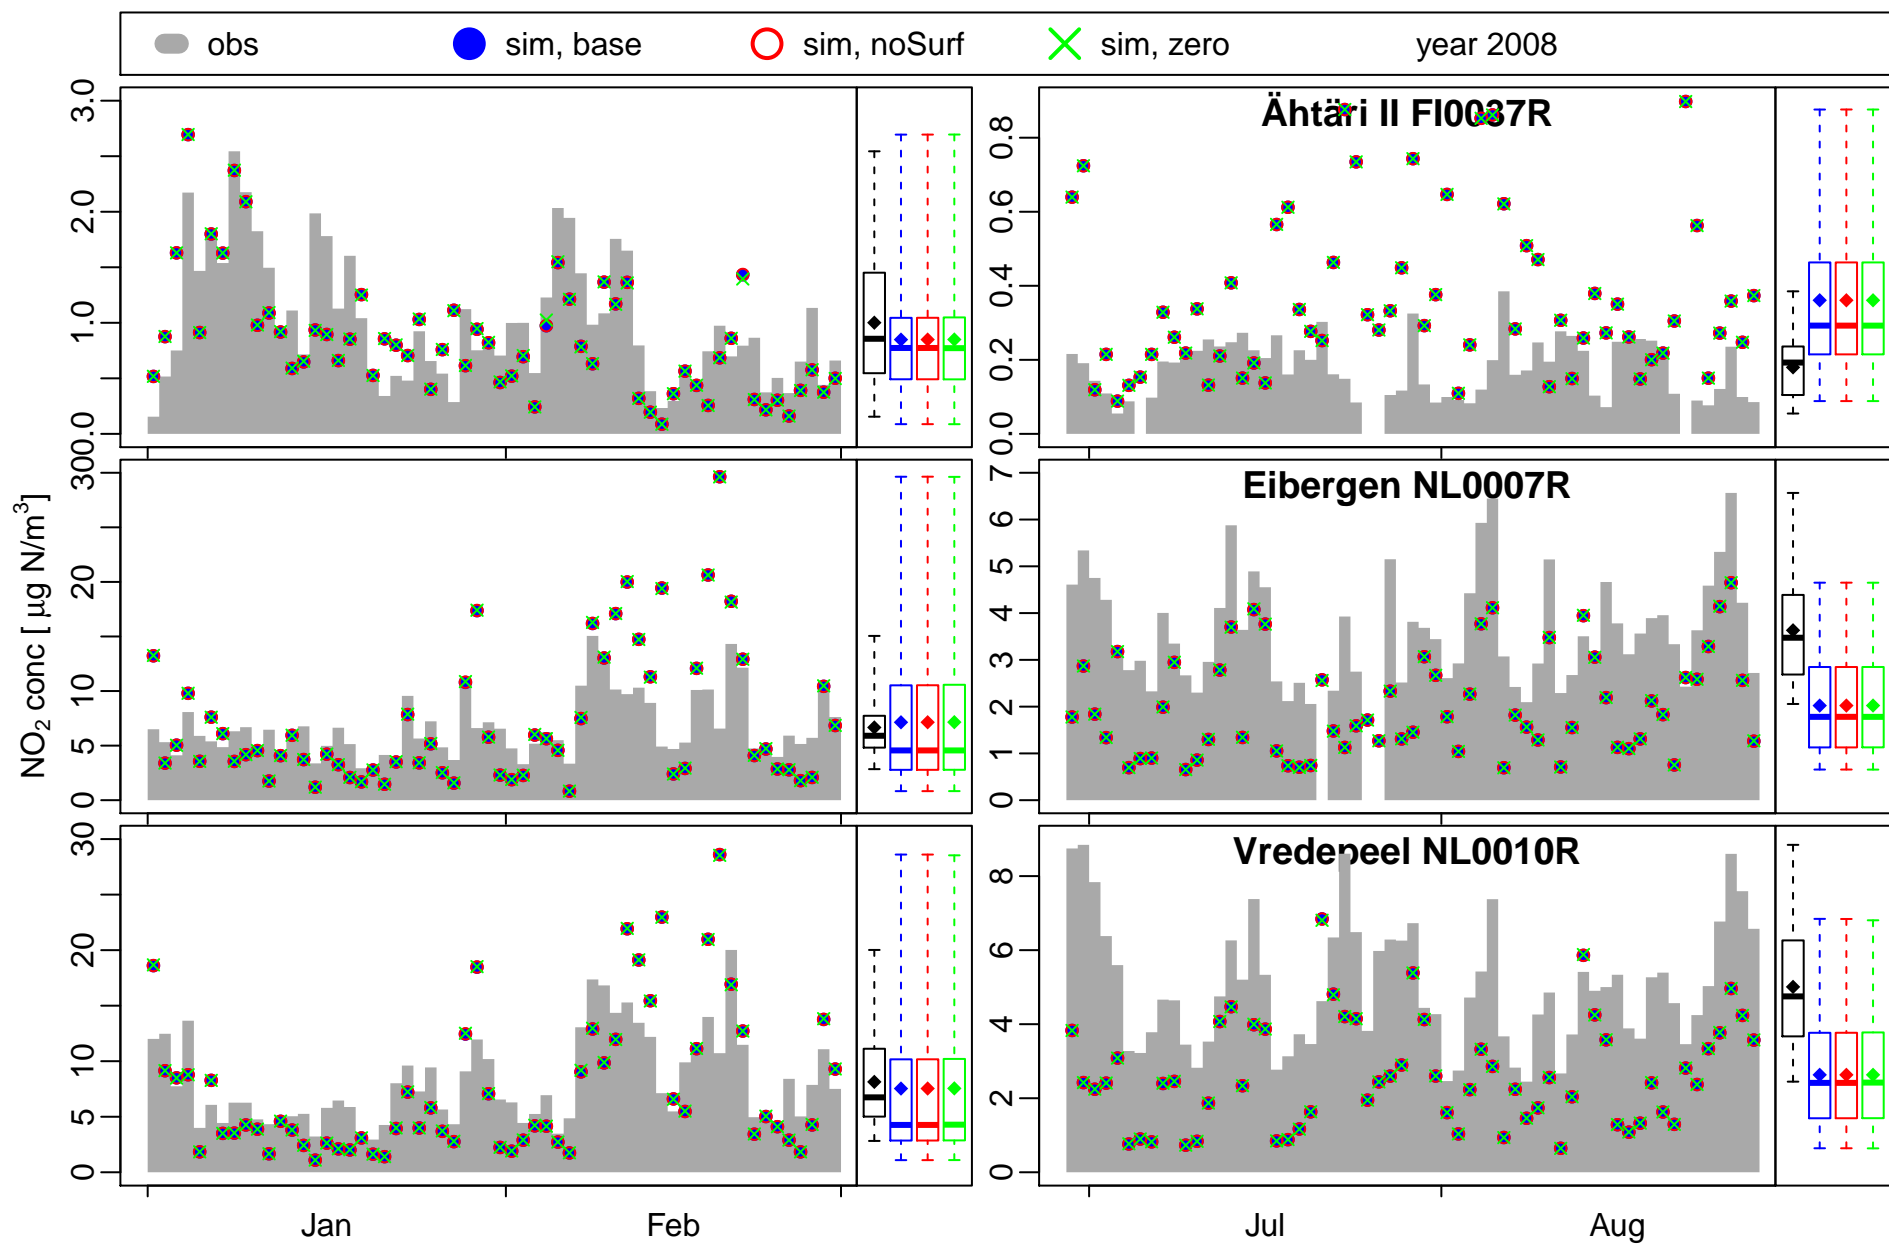 obs sim, base sim, noSurf sim, zero year 2008
Ähtäri II FI0037R
0.0 1.0 2.0 3.0
0.0 0.2 0.4 0.6 0.8
Eibergen NL0007R
NO2 conc [ µg N/m3]
0 5 10 20 30
0 1 2 3 4 5 6 7
Vredepeel NL0010R
0 5 10 20 30
0 2 4 6 8
Jan Feb Jul Aug